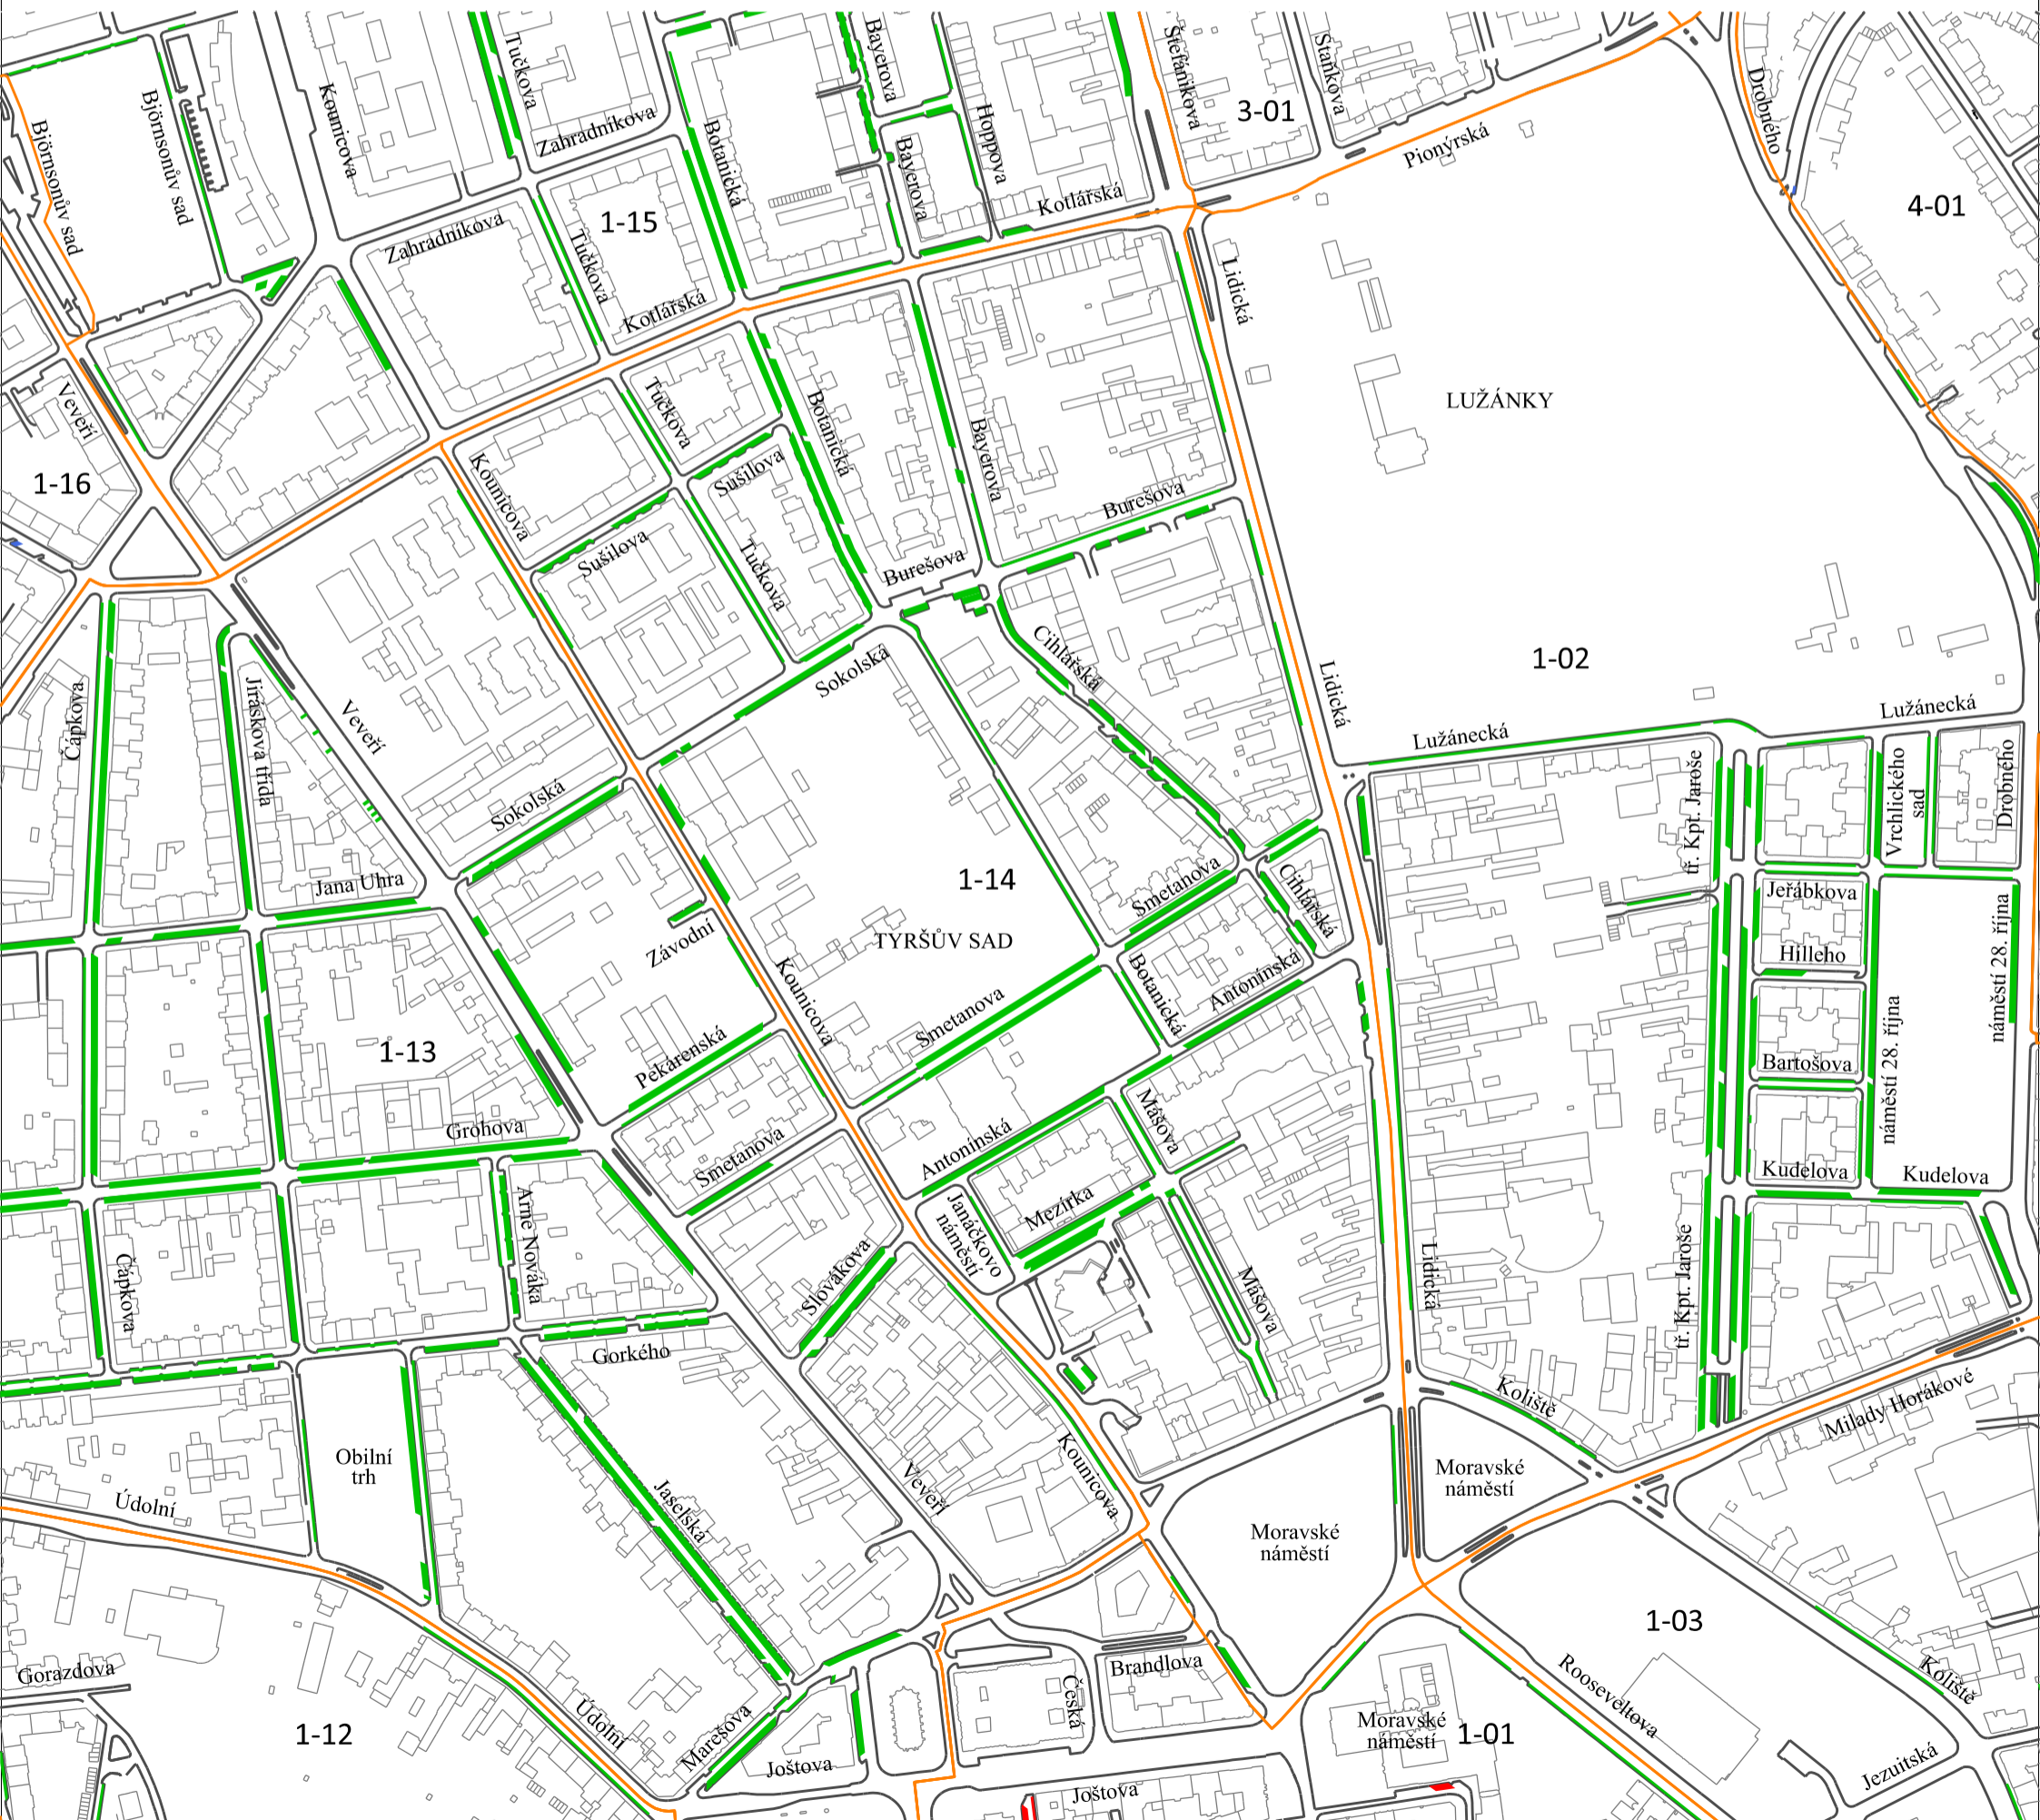 Tučkova
Bayerova
Štefánikova
Staňkova
Drobného
Björnsonův sad
Björnsonův sad
Kounicova
Zahradníkova
Botanická
Hoppova
3-01
Pionýrská
Bayerova
Kotlářská
4-01
Zahradníkova
1-15
Tučkova
Kotlářská
Lidická
Veveří
Tučkova
Botanická
LUŽÁNKY
1-16
Kounicova
Sušilova
Bayerova
Burešova
Sušilova
Tučkova
Burešova
Cihlářská
Sokolská
Lidická
1-02
Čápkova
Jiráskova třída
Veveří
Lužánecká
Lužánecká
Sokolská
tř. Kpt. Jaroše
Vrchlického
sad
Drobného
Jana Uhra
1-14
Smetanova
Cihlářská
Jeřábkova
Závodní
TYRŠŮV SAD
Hilleho
náměstí 28. října
Kounicova
Botanická
Antonínská
Smetanova
1-13
Pekárenská
Bartošova
náměstí 28. října
Grohova
Antonínská
Mášova
Smetanova
Kudelova
Kudelova
Arne Nováka
Janáčkovo
náměstí
Mezírka
Čápkova
Slovákova
Mášova
Lidická
tř. Kpt. Jaroše
Gorkého
Koliště
Milady Horákové
Obilní
trh
Kounicova
Moravské
náměstí
Údolní
Jaselská
Veveří
Moravské
náměstí
1-03
Gorazdova
Brandlova
Česká
Rooseveltova
Koliště
1-12
Údolní
Marešova
Joštova
Moravské
náměstí
1-01
Jezuitská
Joštova